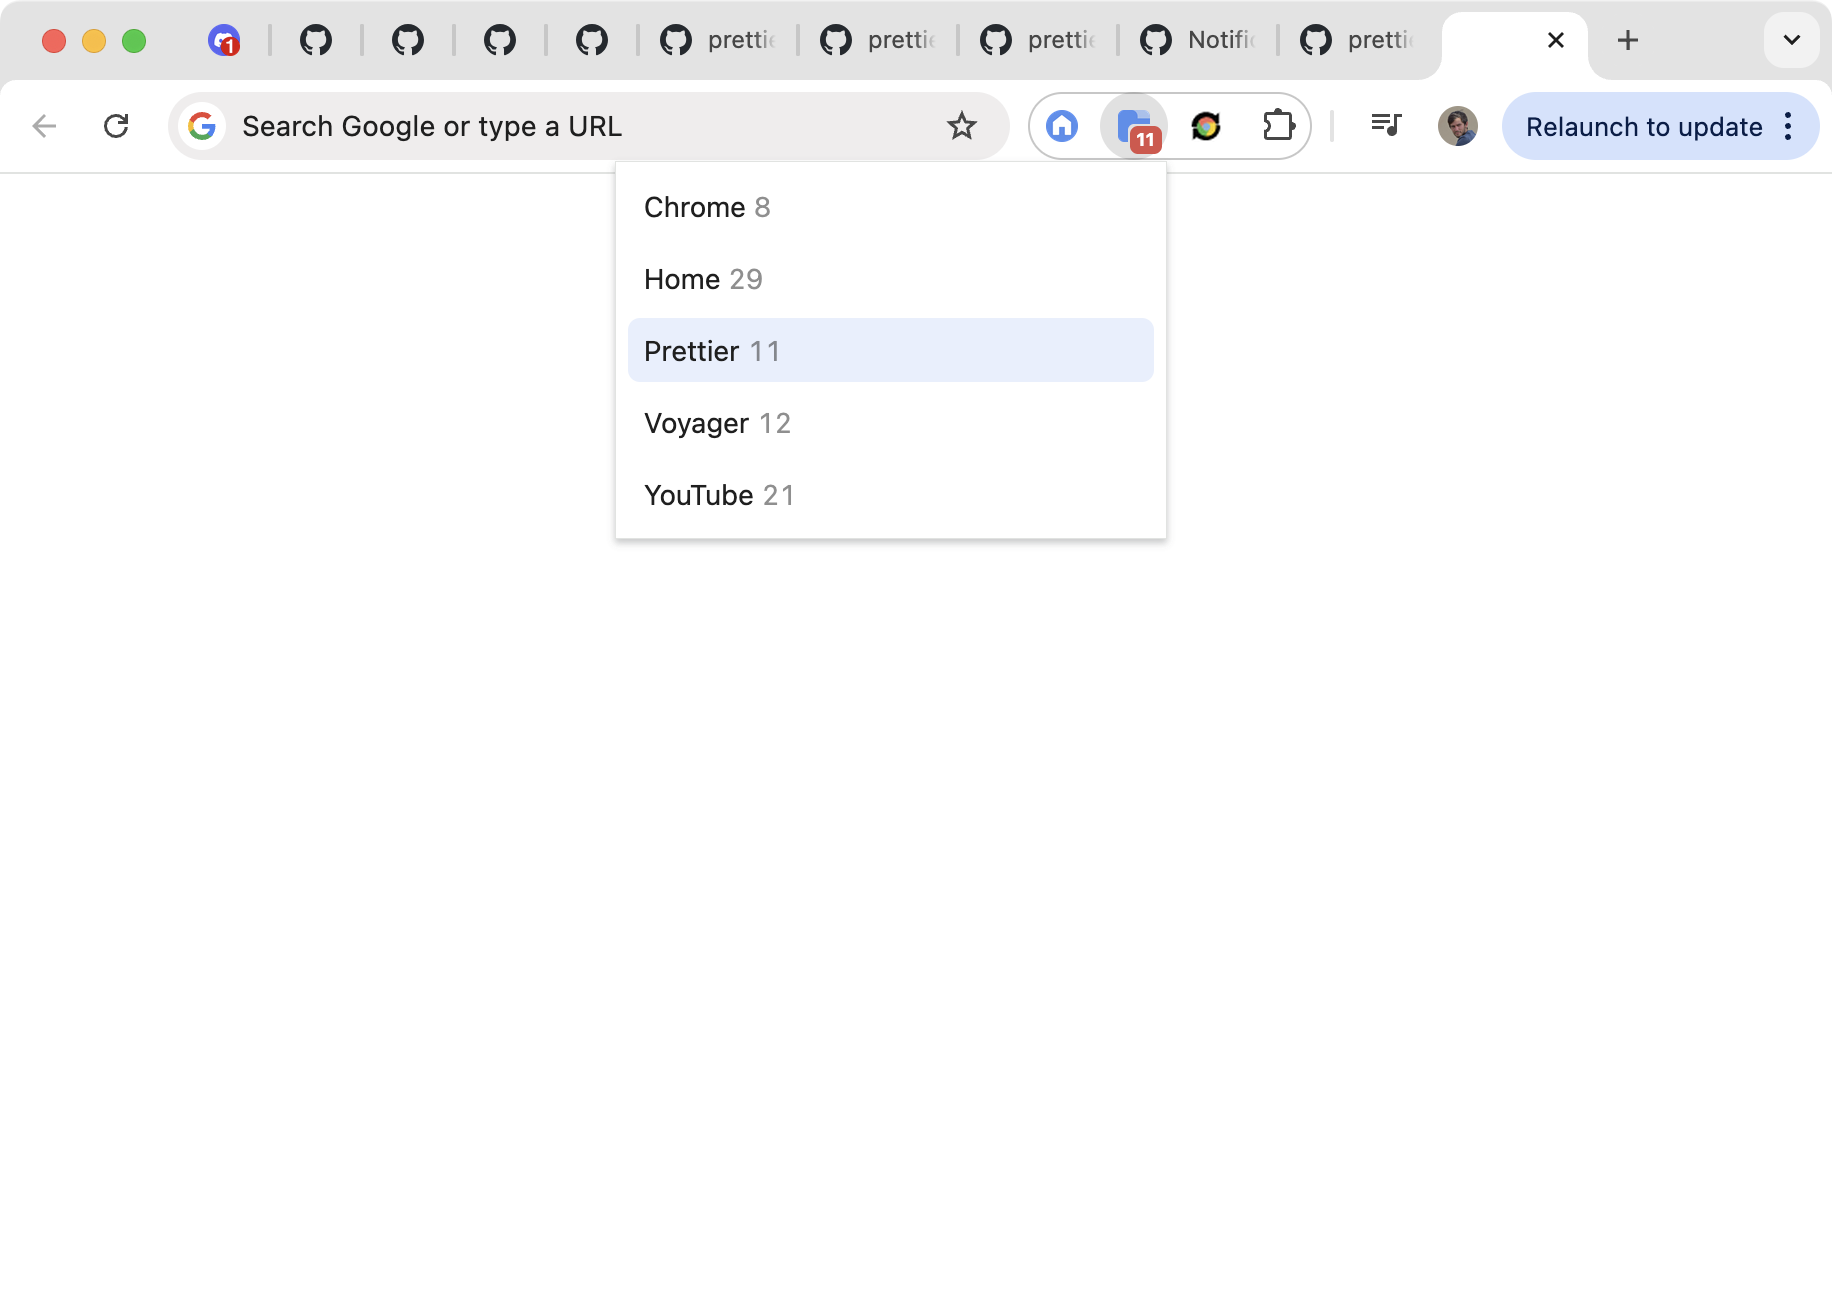 1
prettie
prettie
prettie
Notific
prettie
Search Google or type a URL
11
Relaunch to update
Chrome 8
Home 29
Prettier 11
Voyager 12
YouTube 21